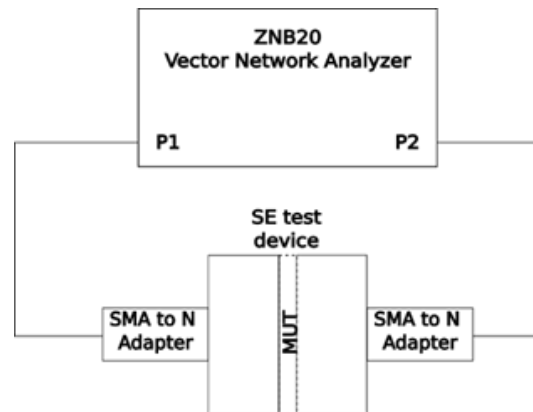 ZNB20
Vector Network Analyzer
P1
P2
SE test
device
SMA to N
Adapter
MUT
SMA to N
Adapter